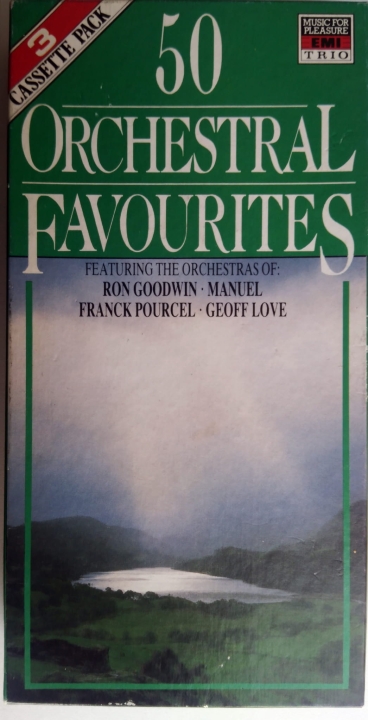 3
CASSETTE PACK
50
MUSIC FOR
PLEASURE
EMI
TRIO
ORCHESTRAL
FAVOURITES
FEATURING THE ORCHESTRAS OF:
RON GOODWIN · MANUEL
FRANCK POURCEL · GEOFF LOVE